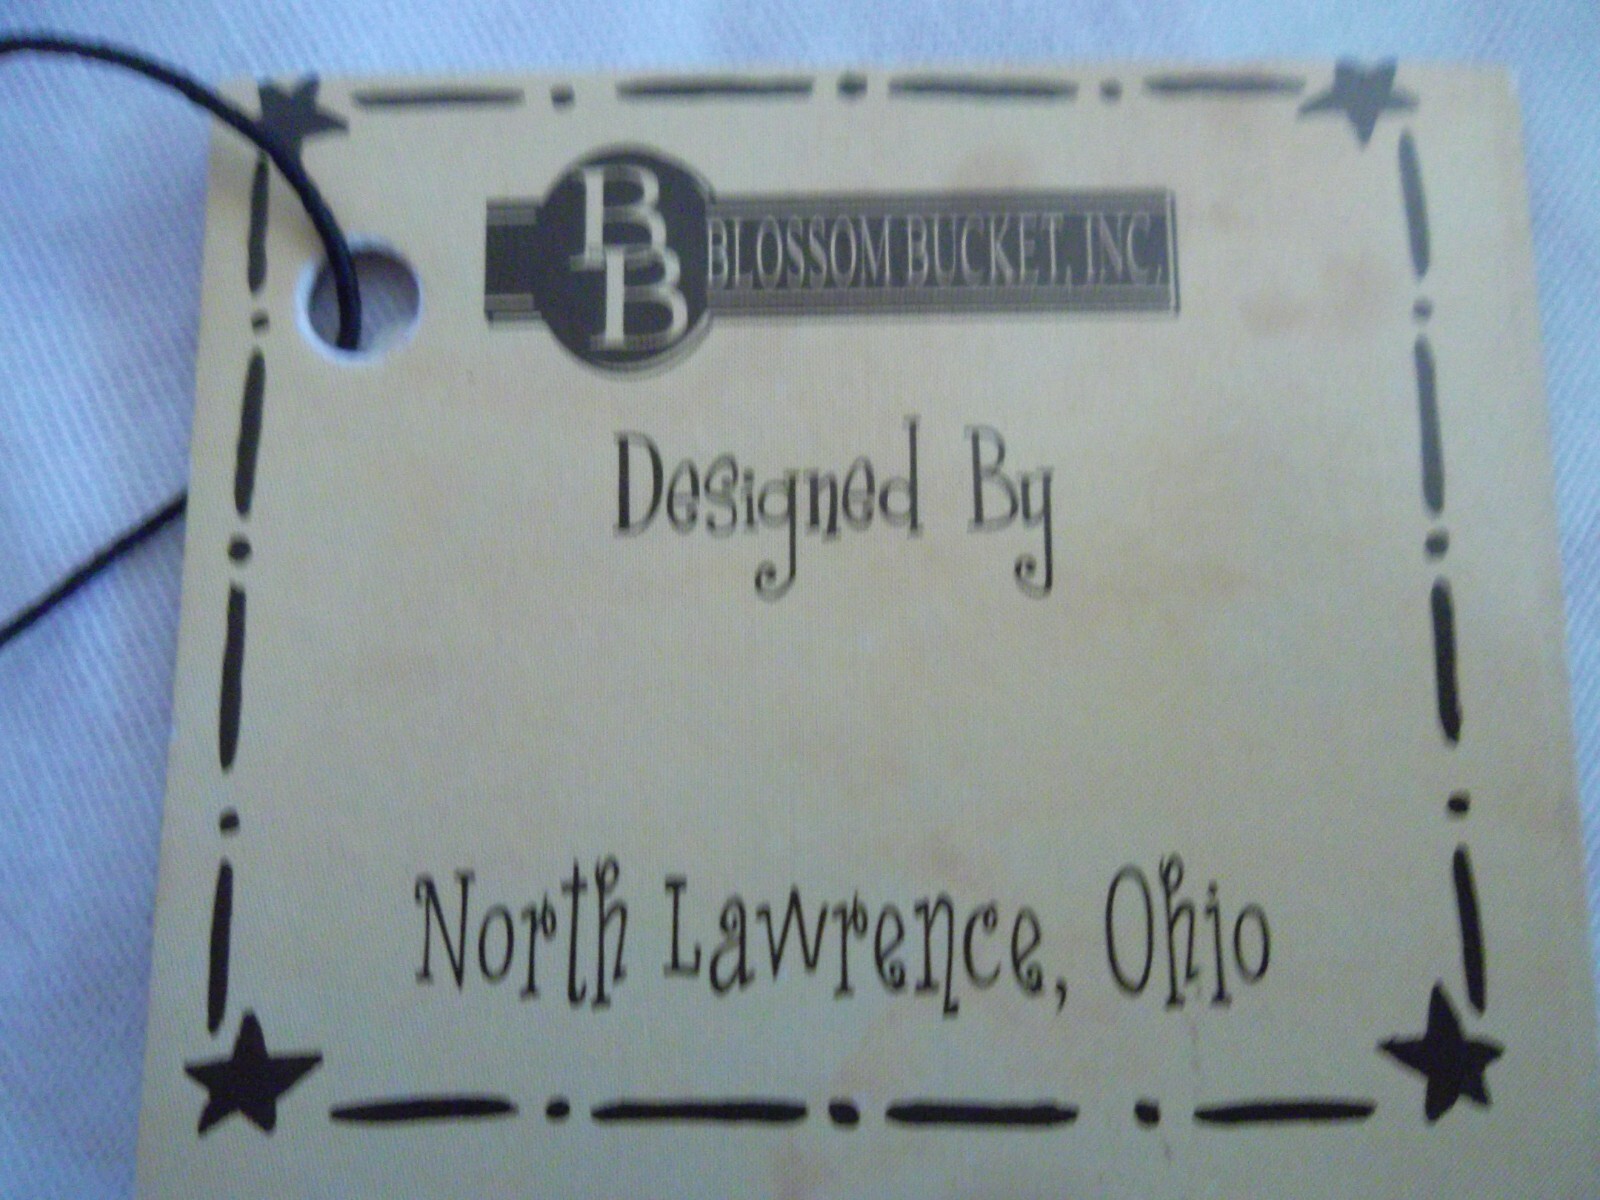 BB BLOSSOM BUCKET, INC.
Designed By
North Lawrence, Ohio